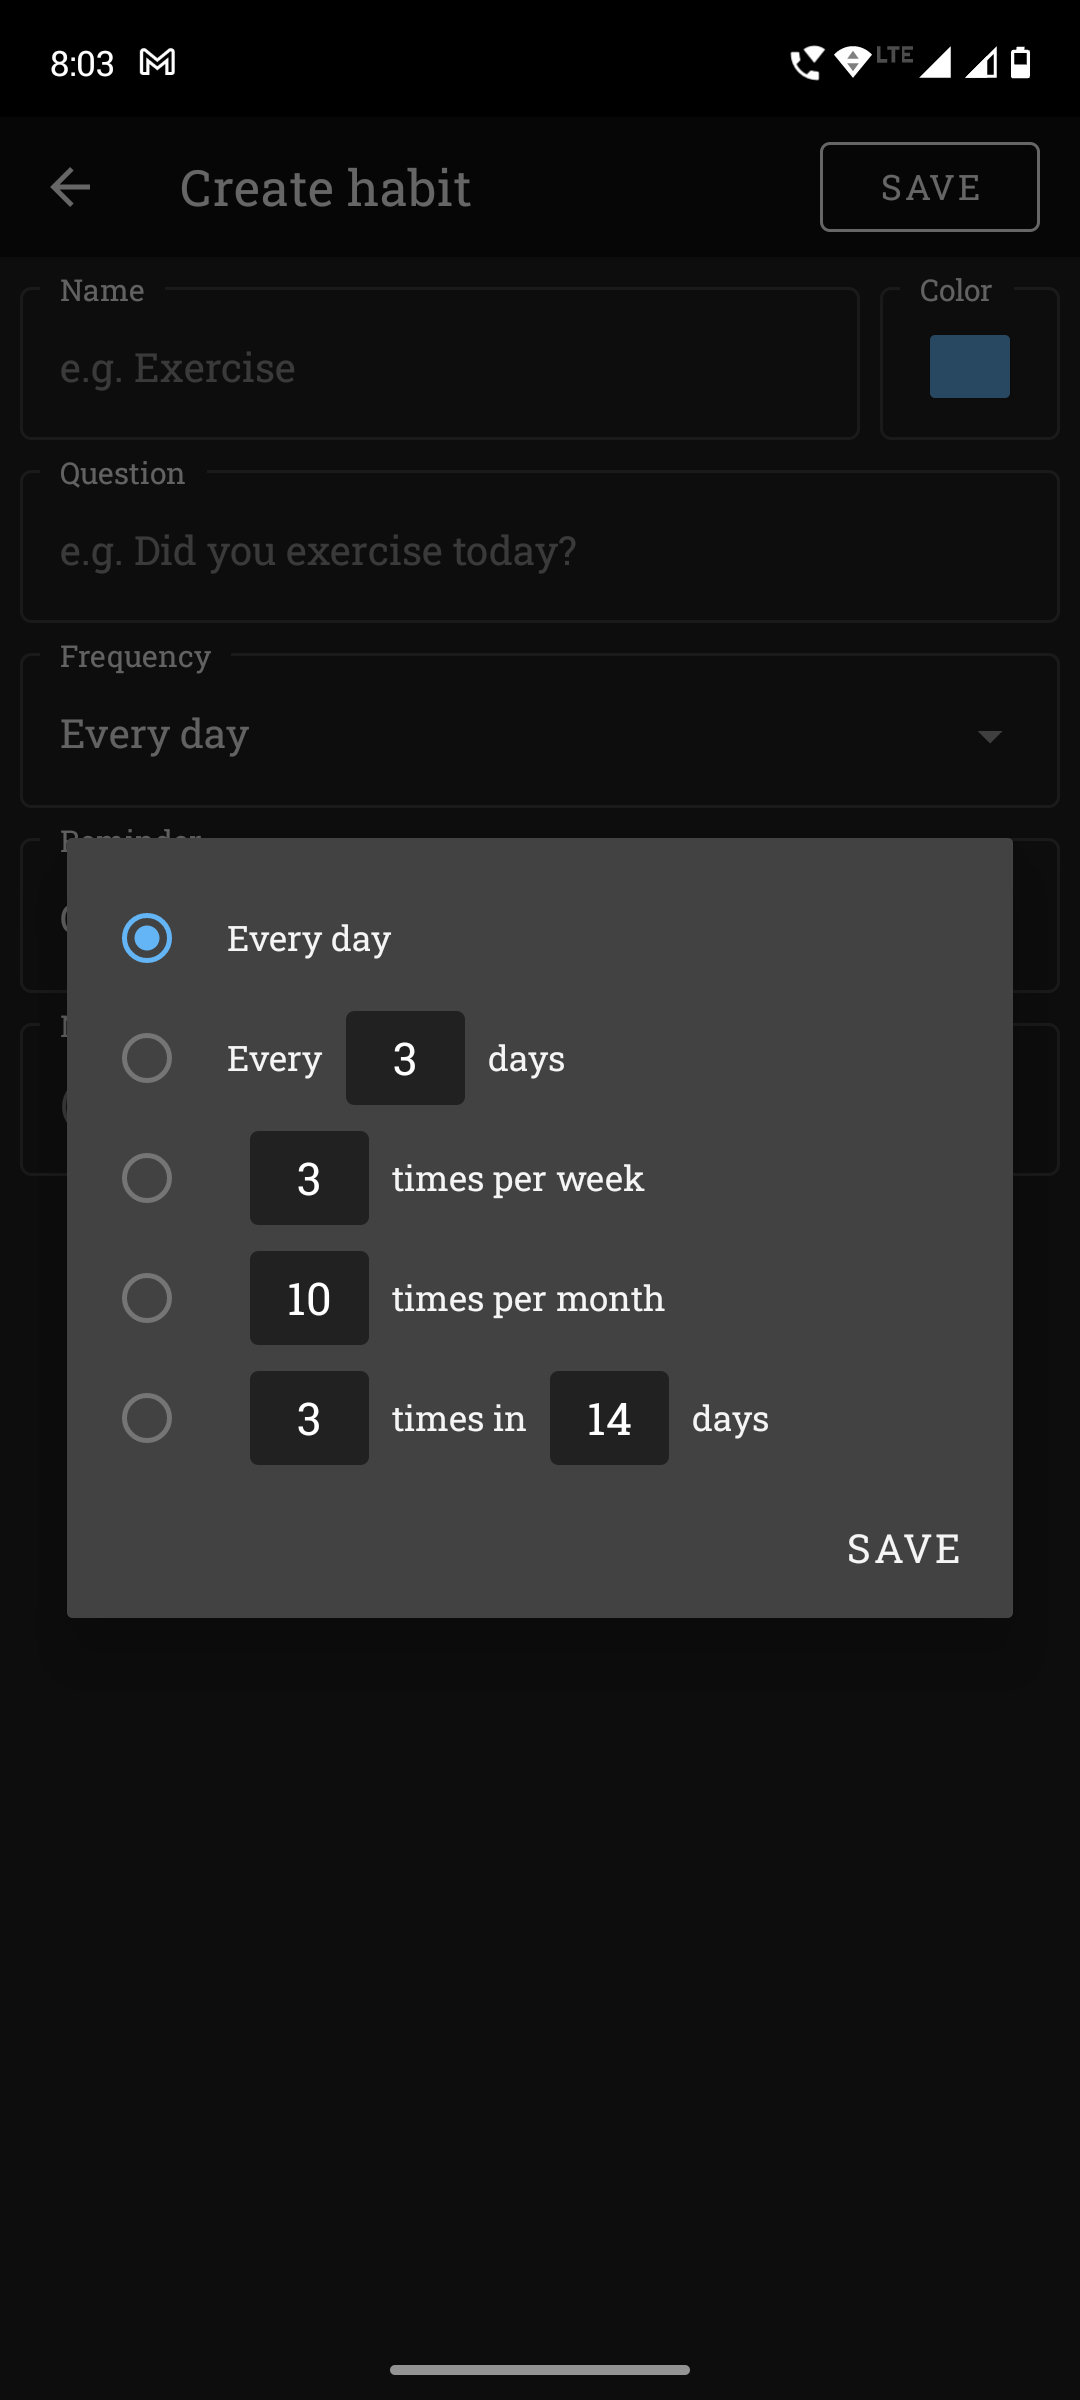 8:03
LTE
Create habit
SAVE
Name
Color
e.g. Exercise
Question
e.g. Did you exercise today?
Frequency
Every day
Reminder
Every day
Every 3 days
3 times per week
10 times per month
3 times in 14 days
SAVE